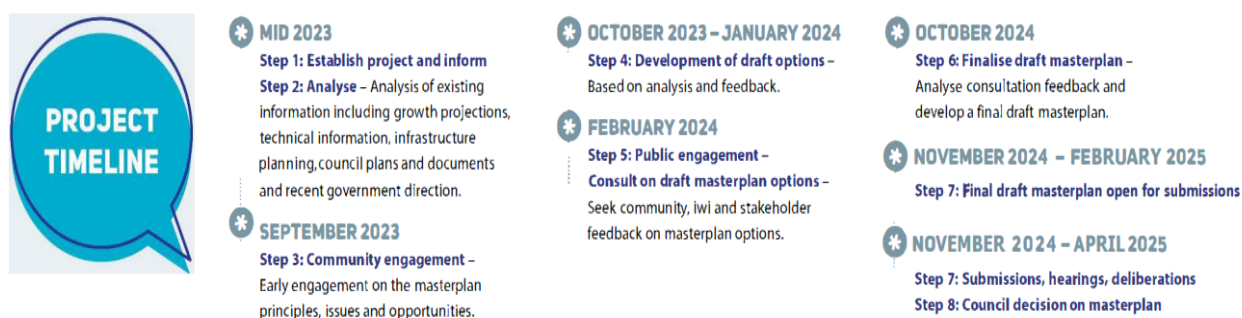 PROJECT
TIMELINE
MID 2023
Step 1: Establish project and inform
Step 2: Analyse – Analysis of existing
information including growth projections,
technical information, infrastructure
planning,council plans and documents
and recent government direction.
SEPTEMBER 2023
Step 3: Community engagement –
Early engagement on the masterplan
principles, issues and opportunities.
OCTOBER 2023 – JANUARY 2024
Step 4: Development of draft options –
Based on analysis and feedback.
FEBRUARY 2024
Step 5: Public engagement –
Consult on draft masterplan options –
Seek community, iwi and stakeholder
feedback on masterplan options.
OCTOBER 2024
Step 6: Finalise draft masterplan –
Analyse consultation feedback and
develop a final draft masterplan.
NOVEMBER 2024 – FEBRUARY 2025
Step 7: Final draft masterplan open for submissions
NOVEMBER 2024 – APRIL 2025
Step 7: Submissions, hearings, deliberations
Step 8: Council decision on masterplan